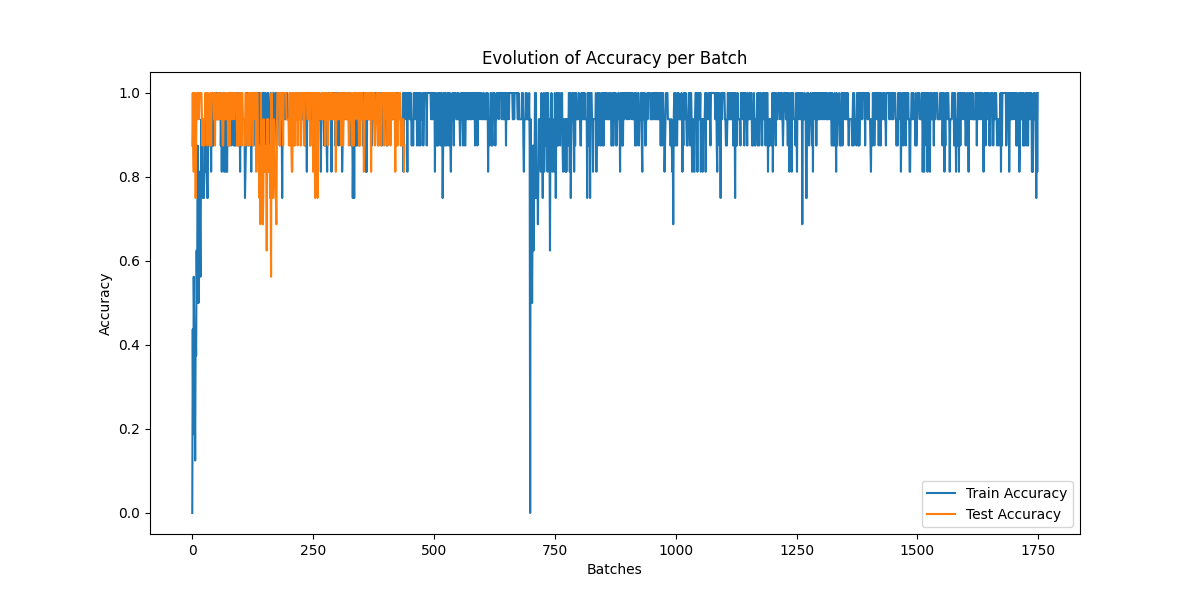 Evolution of Accuracy per Batch
Accuracy
1.0
0.8
0.6
0.4
0.2
0.0
0 250 500 750 1000 1250 1500 1750
Batches
Train Accuracy
Test Accuracy